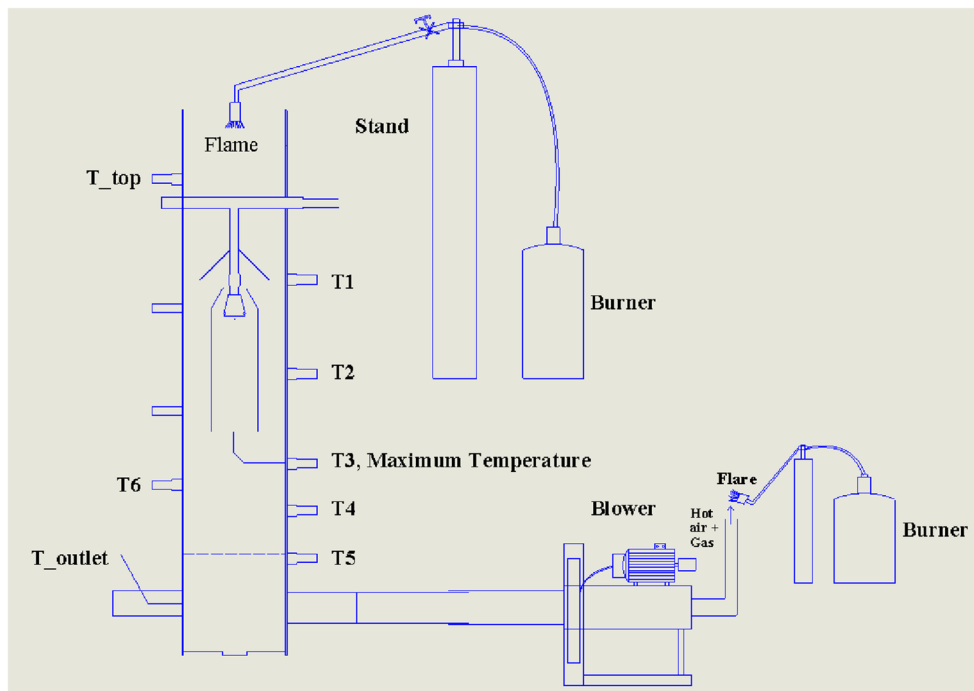 Flame
Stand
T_top
T1
Burner
T2
T3, Maximum Temperature
T6
T4
Blower
Flare
Hot
air +
Gas
Burner
T_outlet
T5